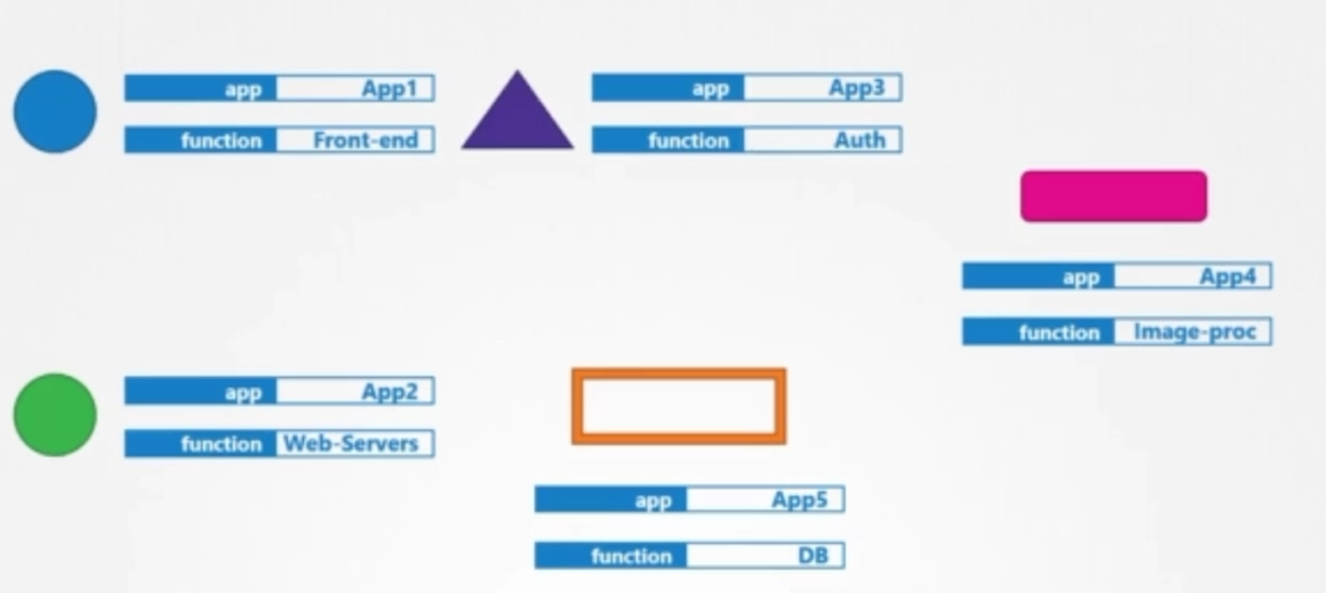 app App1
function Front-end
app App3
function Auth
app App4
function Image-proc
app App2
function Web-Servers
app App5
function DB